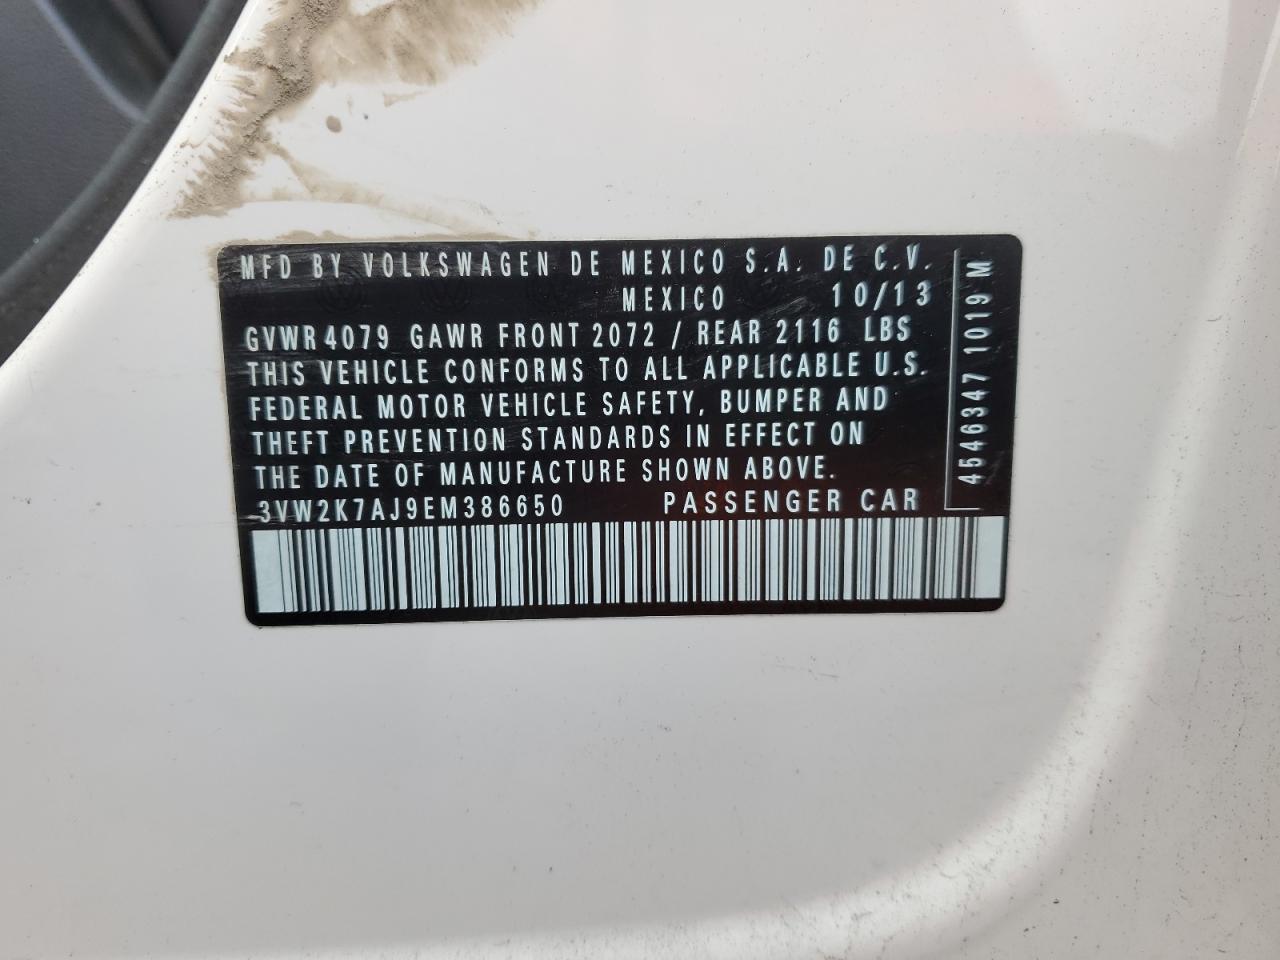 MFD BY VOLKSWAGEN DE MEXICO S.A. DE C.V.
MEXICO 10/13
GVWR 4079 GAWR FRONT 2072 / REAR 2116 LBS
THIS VEHICLE CONFORMS TO ALL APPLICABLE U.S.
FEDERAL MOTOR VEHICLE SAFETY, BUMPER AND
THEFT PREVENTION STANDARDS IN EFFECT ON
THE DATE OF MANUFACTURE SHOWN ABOVE.
3VW2K7AJ9EM386650 PASSENGER CAR
4546347 1019 M